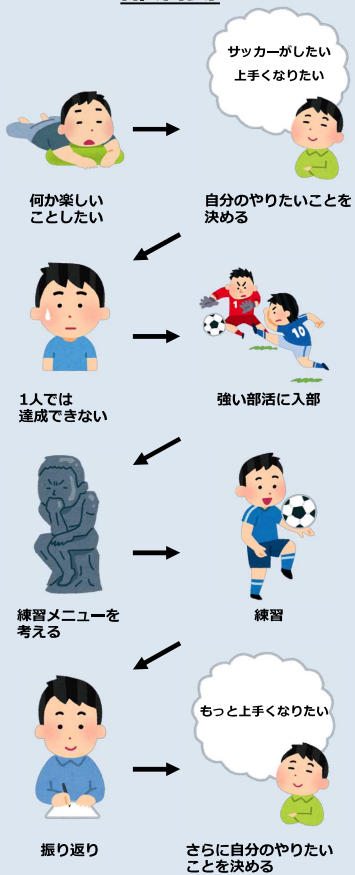 サッカーがしたい
上手くなりたい
何か楽しい
ことしたい
自分のやりたいことを
決める
1人では
達成できない
1
10
強い部活に入部
練習メニューを
考える
練習
もっと上手くなりたい
振り返り
さらに自分のやりたい
ことを決める